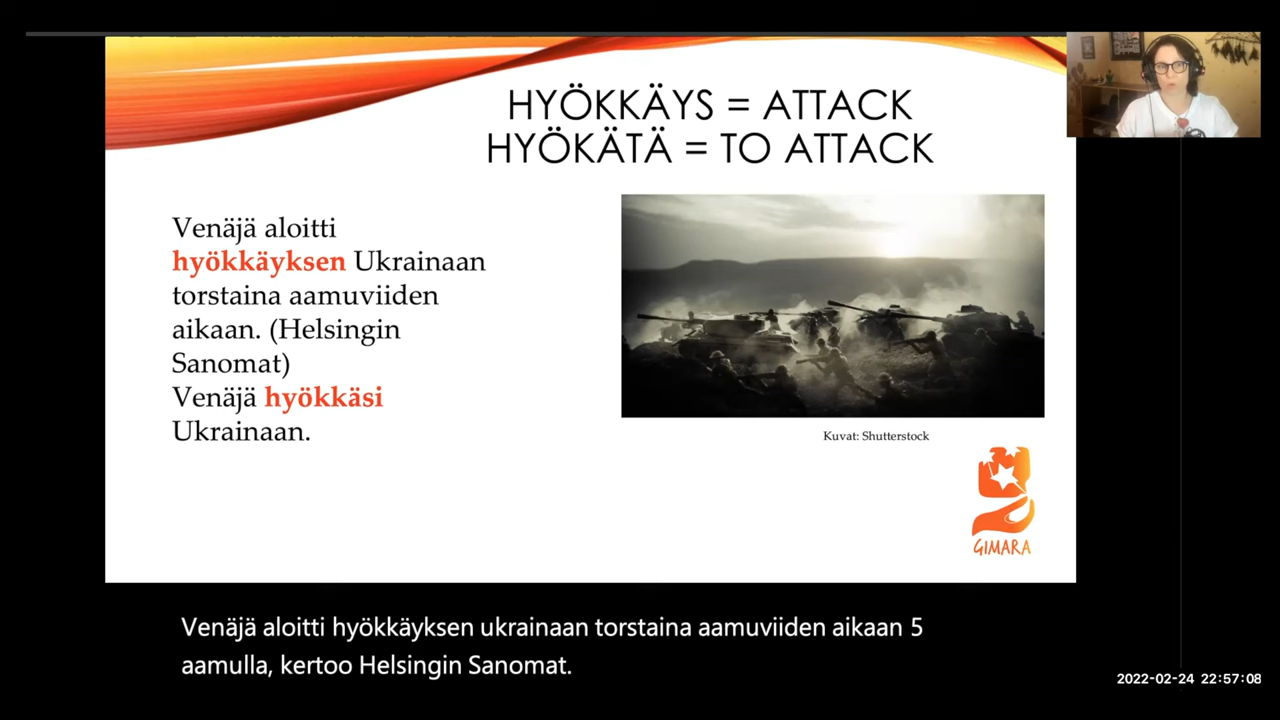 HYÖKKÄYS = ATTACK
HYÖKÄTÄ = TO ATTACK
Venäjä aloitti
hyökkäyksen Ukrainaan
torstaina aamuviiden
aikaan. (Helsingin
Sanomat)
Venäjä hyökkäsi
Ukrainaan.
Kuvat: Shutterstock
GIMARA
Venäjä aloitti hyökkäyksen ukrainaan torstaina aamuviiden aikaan 5
aamulla, kertoo Helsingin Sanomat.
2022-02-24 22:57:08